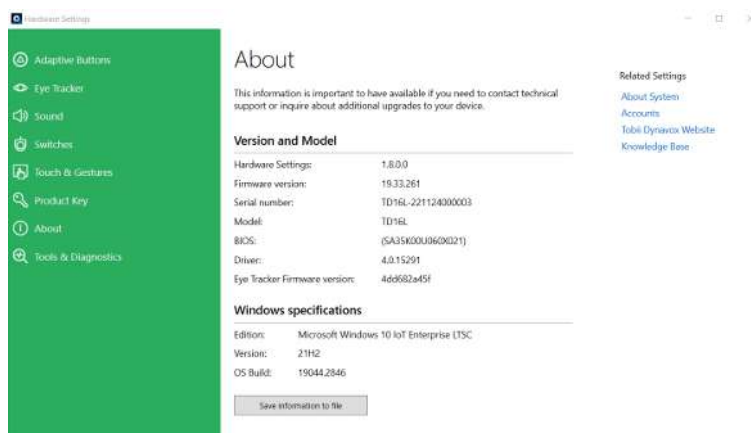 Hardware Settings
Adaptive Buttons
Eye Tracker
Sound
Switches
Touch & Gestures
Product Key
About
Tools & Diagnostics
About
This information is important to have available if you need to contact technical
support or inquire about additional upgrades to your device.
Version and Model
Hardware Settings: 1.8.0.0
Firmware version: 19.33.261
Serial number: TD16L-221124000003
Model: TD16L
BIOS: (SA35K00U060X021)
Driver: 4.0.15291
Eye Tracker Firmware version: 4dd682a45f
Windows specifications
Edition: Microsoft Windows 10 IoT Enterprise LTSC
Version: 21H2
OS Build: 19044.2846
Save information to file
Related Settings
About System
Accounts
Tobii Dynavox Website
Knowledge Base